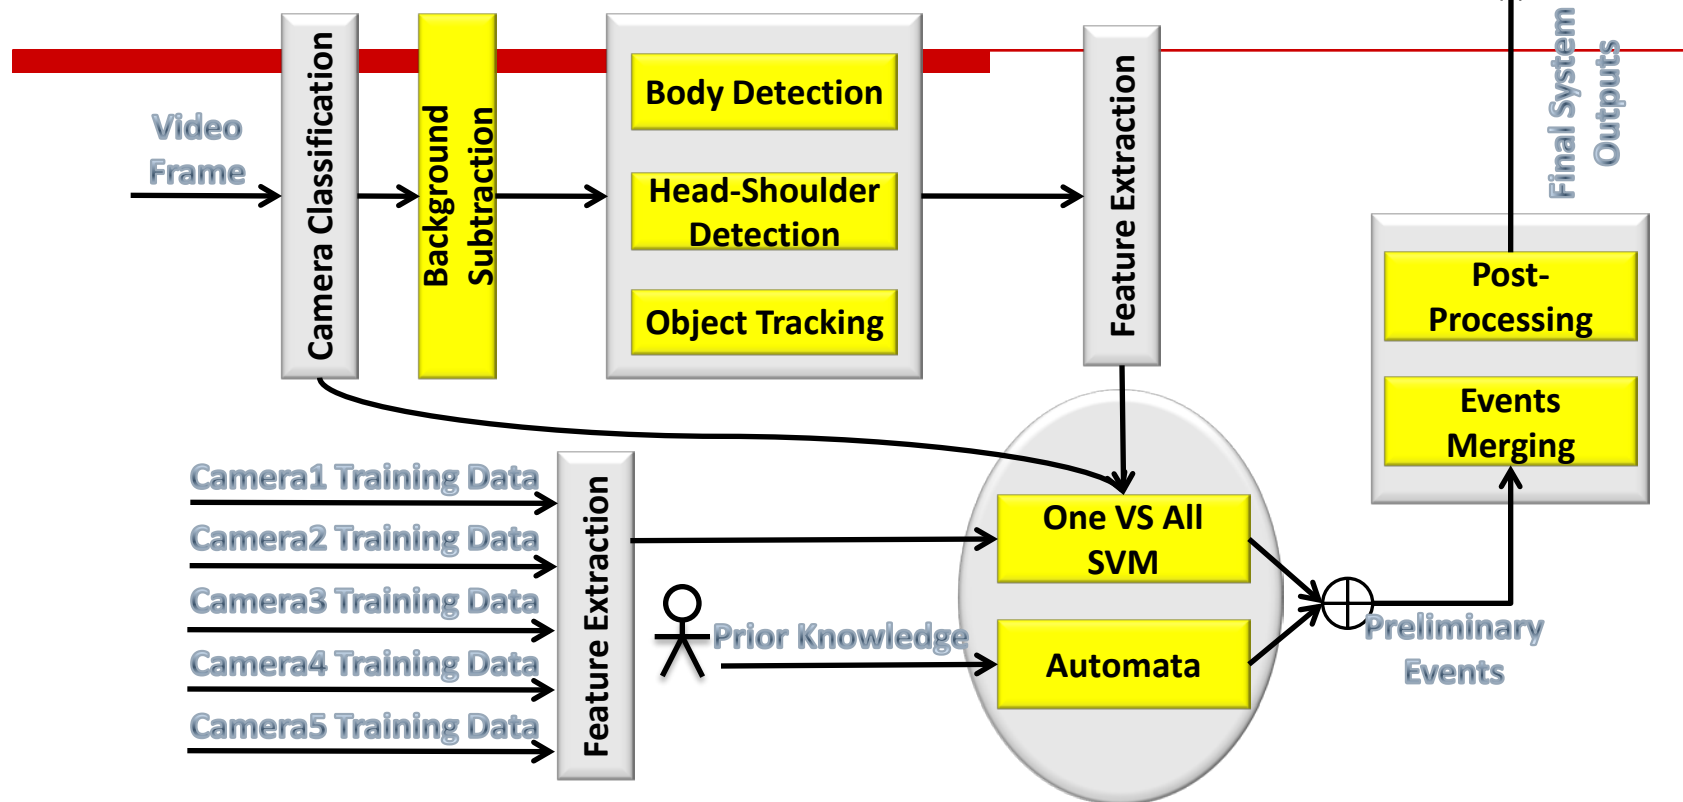 Video
Frame
Camera Classification
Background
Subtraction
Body Detection
Head-Shoulder
Detection
Object Tracking
Feature Extraction
Final System
Outputs
Post-
Processing
Events
Merging
Camera1 Training Data
Camera2 Training Data
Camera3 Training Data
Camera4 Training Data
Camera5 Training Data
Feature Extraction
Prior Knowledge
One VS All
SVM
Automata
Preliminary
Events